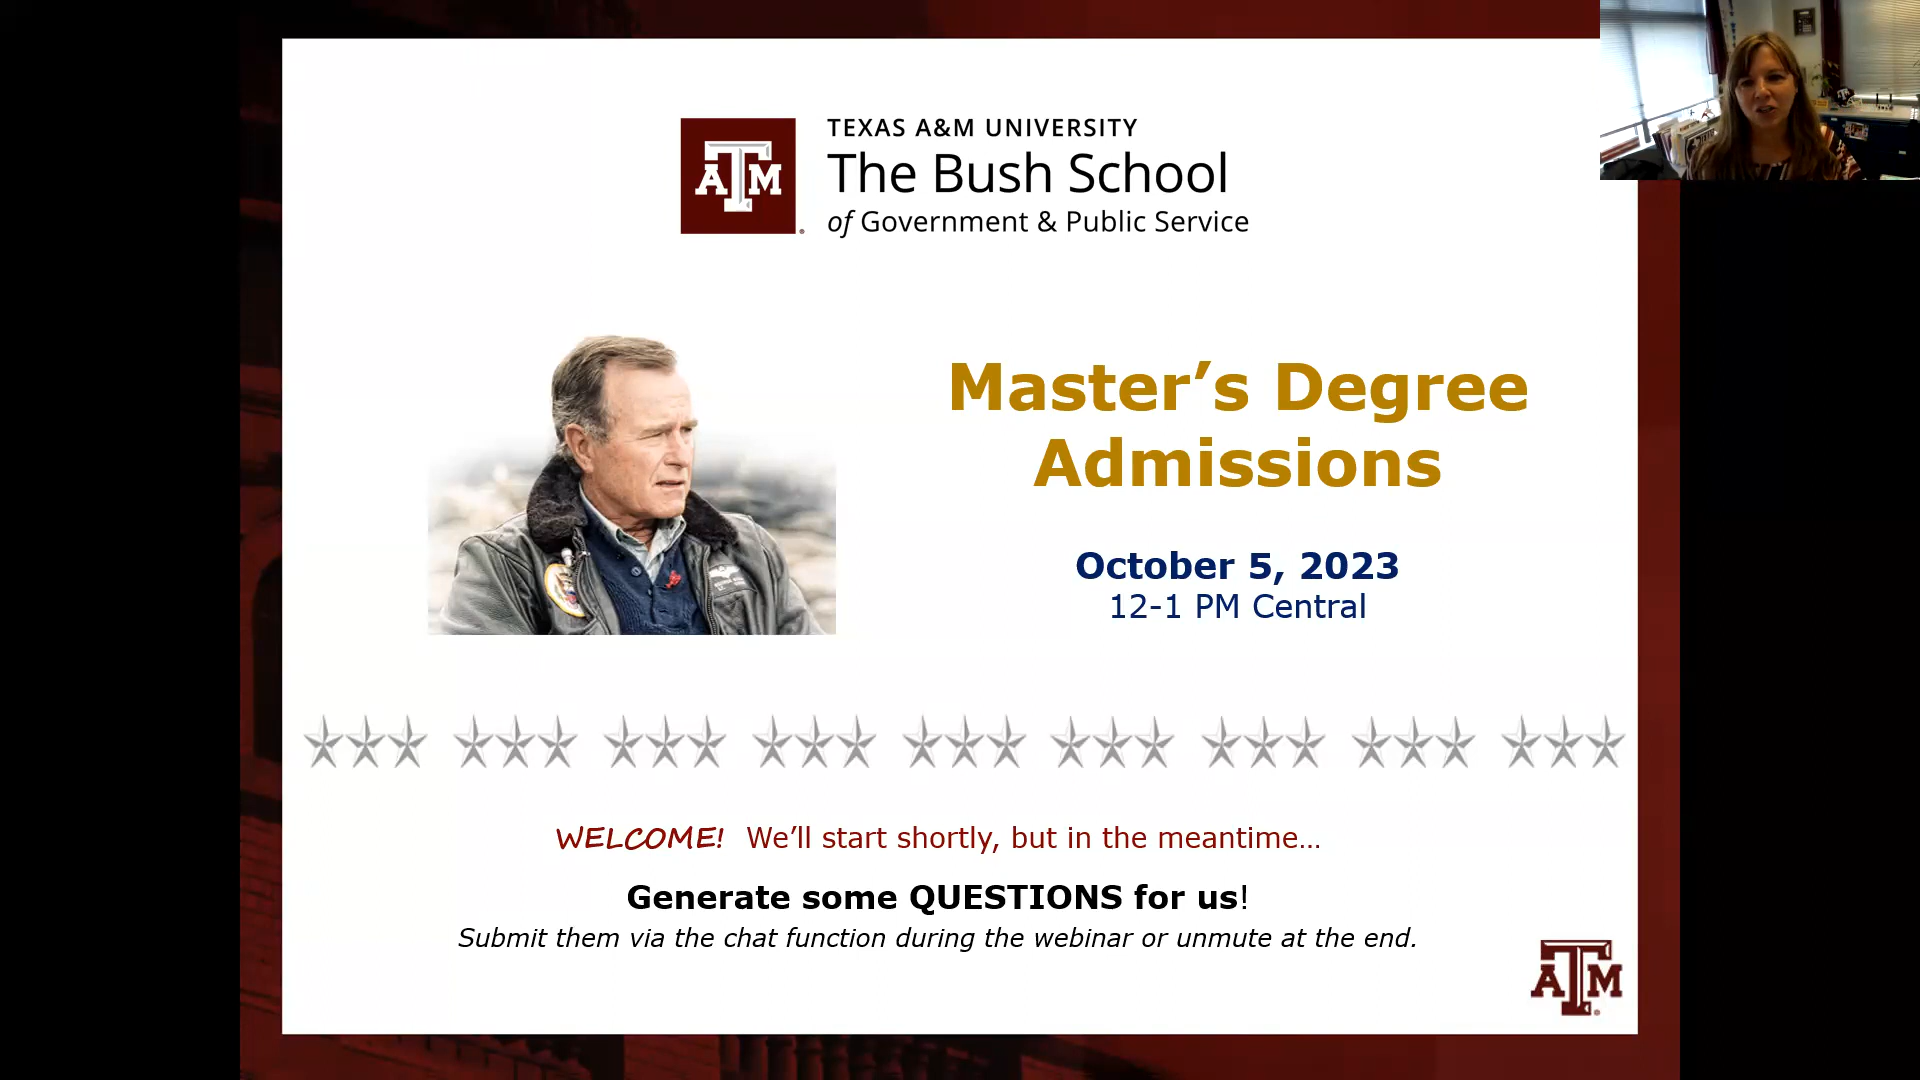 TEXAS A&M UNIVERSITY
The Bush School
of Government & Public Service
ATM
Master’s Degree
Admissions
October 5, 2023
12-1 PM Central
WELCOME! We’ll start shortly, but in the meantime…
Generate some QUESTIONS for us!
Submit them via the chat function during the webinar or unmute at the end.
ATM